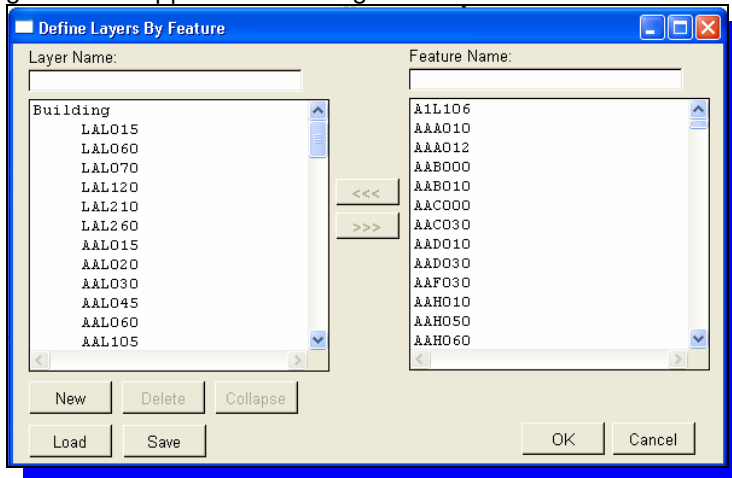 Define Layers By Feature
Layer Name:
Feature Name:
Building
LAL015
LAL060
LAL070
LAL120
LAL210
LAL260
AAL015
AAL020
AAL030
AAL045
AAL060
AAL105
<<<
>>>
A1L106
AAA010
AAA012
AAB000
AAB010
AAC000
AAC030
AAD010
AAD030
AAF030
AAH010
AAH050
AAH060
New Delete Collapse
Load Save
OK Cancel